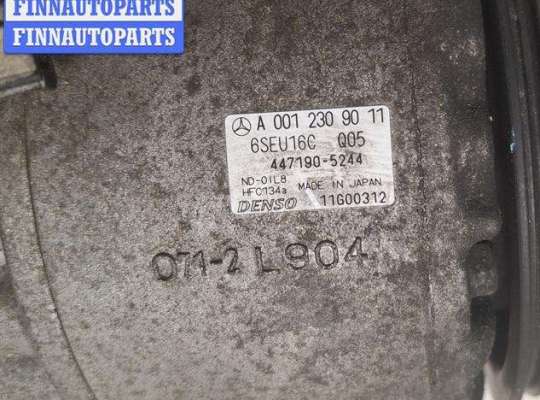 FINNAUTOPARTS
FINNAUTOPARTS
A 001 230 90 11
6SEU16C Q05
447190-5244
ND-OIL8
HFC134a MADE IN JAPAN
DENSO 11G00312
071-2 L904